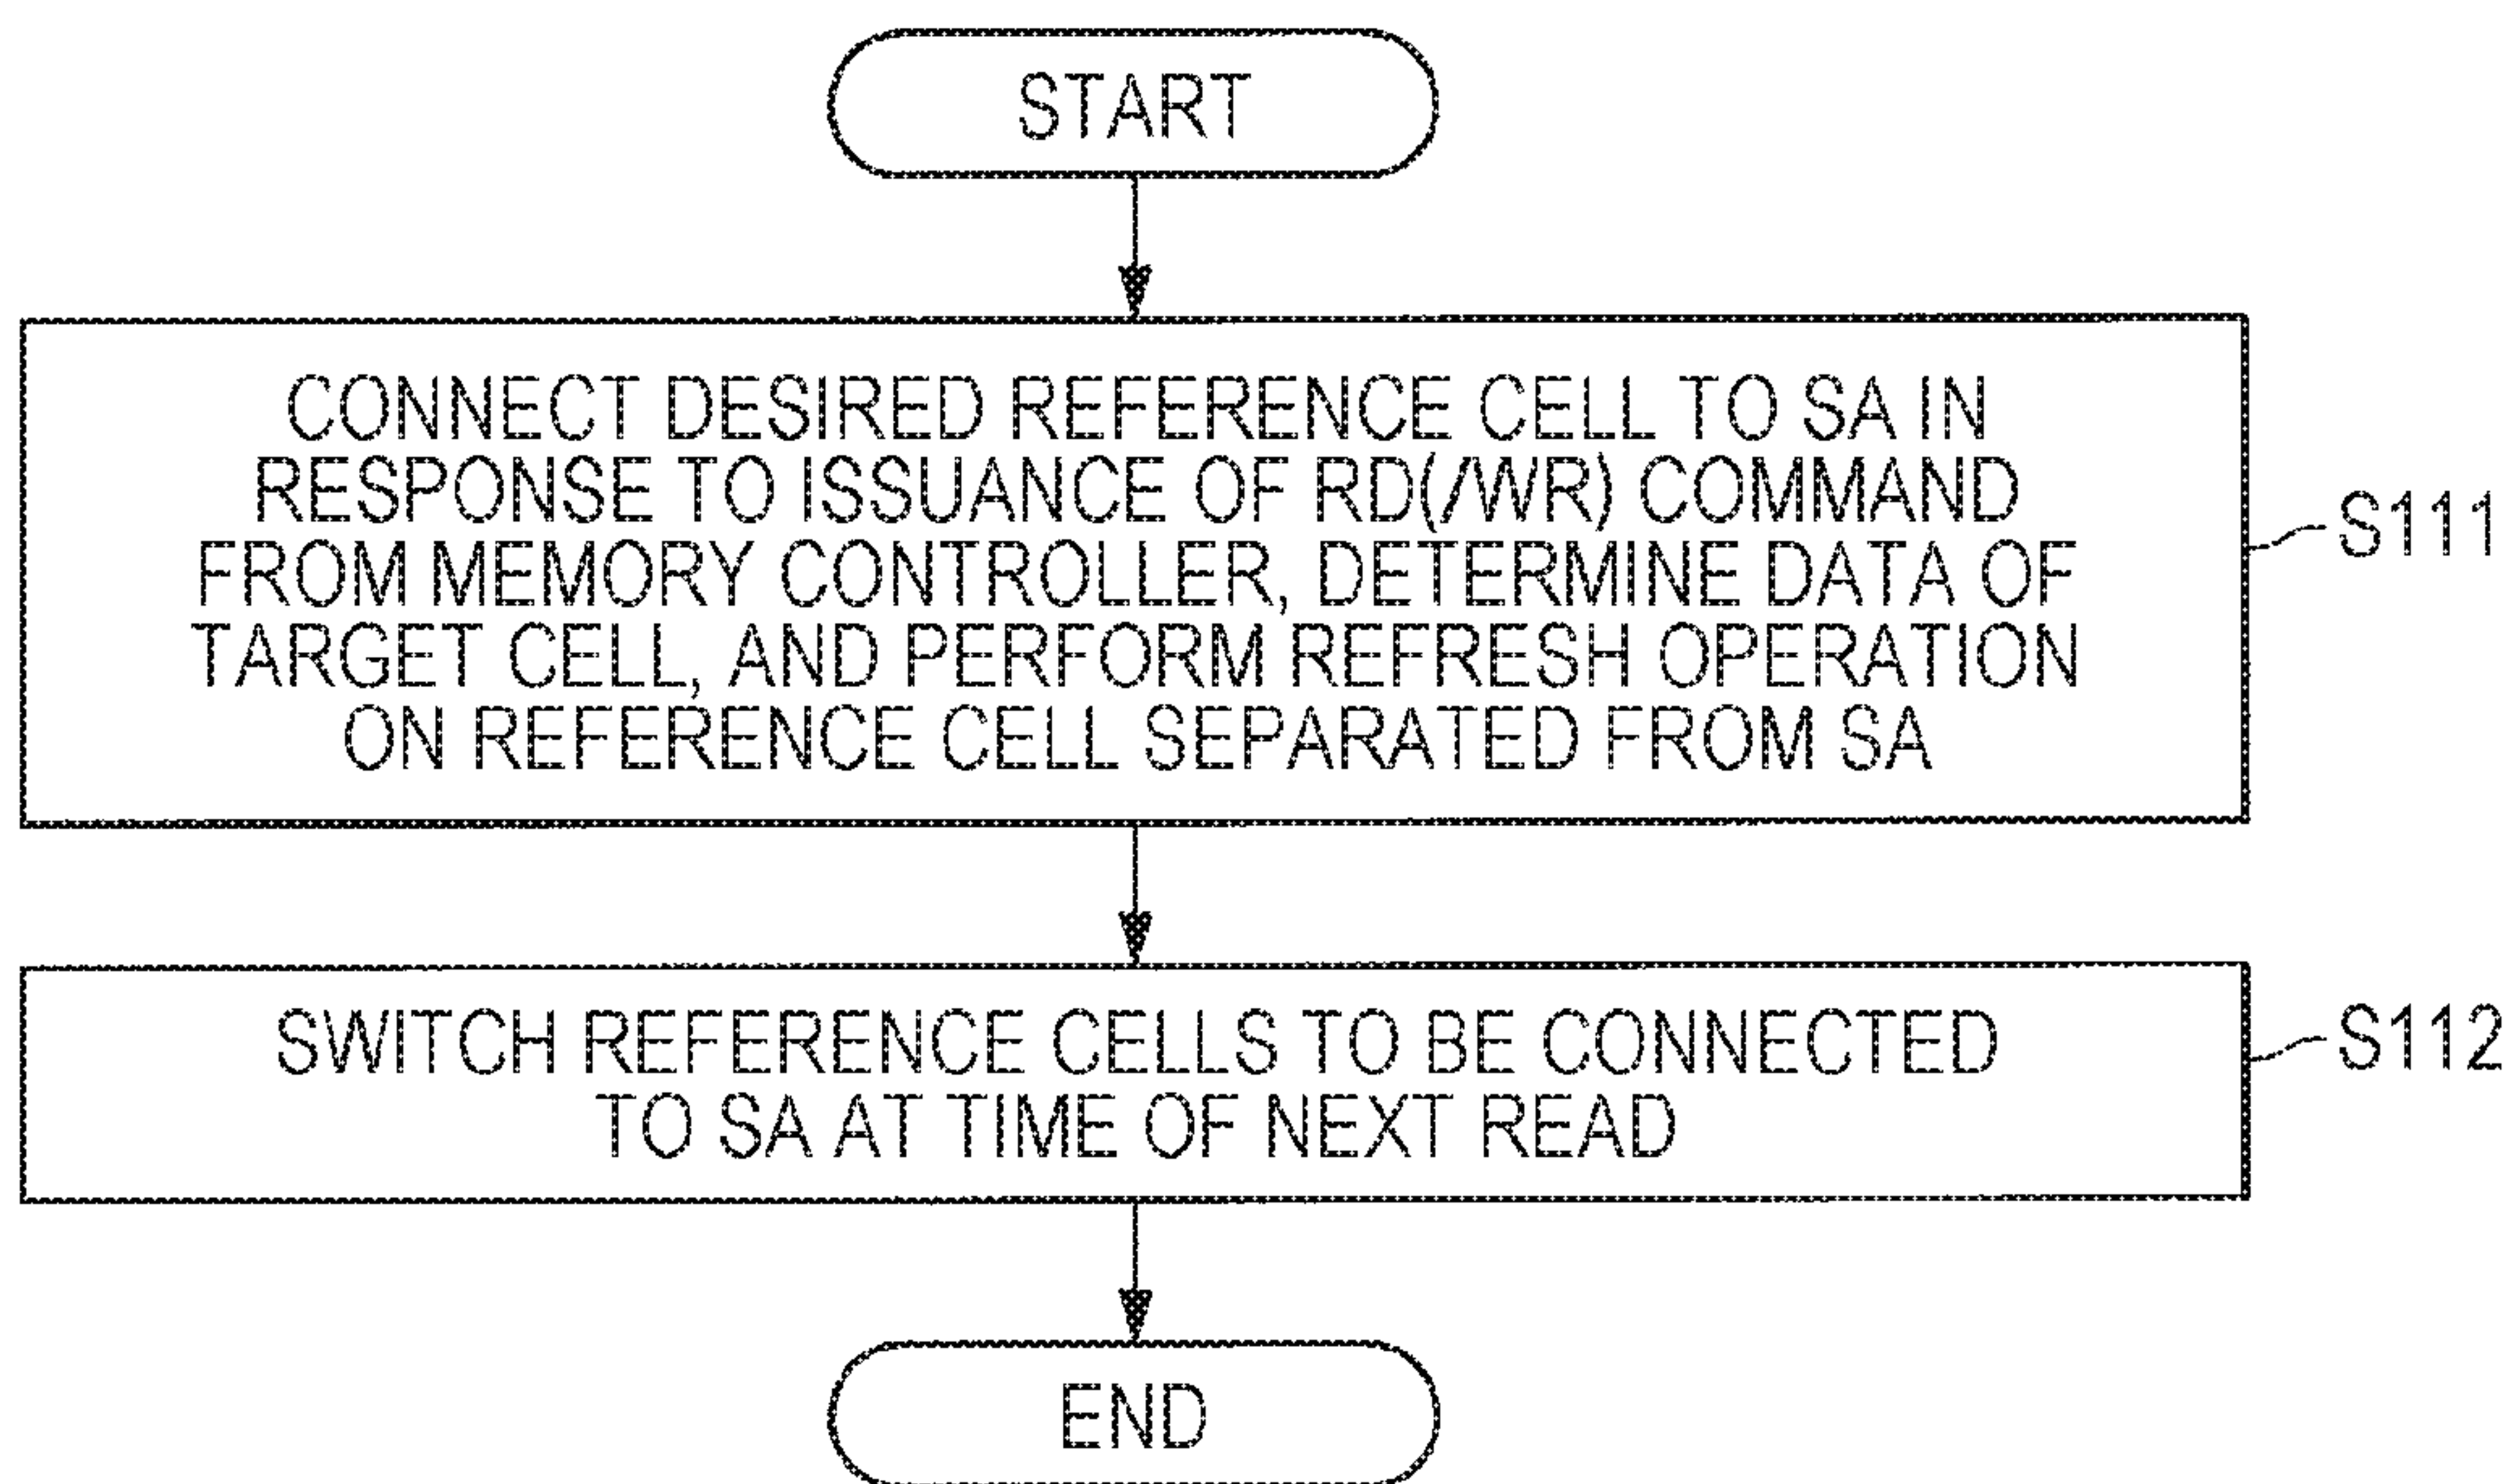 START
CONNECT DESIRED REFERENCE CELL TO SA IN
RESPONSE TO ISSUANCE OF RD(/WR) COMMAND
FROM MEMORY CONTROLLER, DETERMINE DATA OF
TARGET CELL, AND PERFORM REFRESH OPERATION
ON REFERENCE CELL SEPARATED FROM SA
S111
SWITCH REFERENCE CELLS TO BE CONNECTED
TO SA AT TIME OF NEXT READ
S112
END